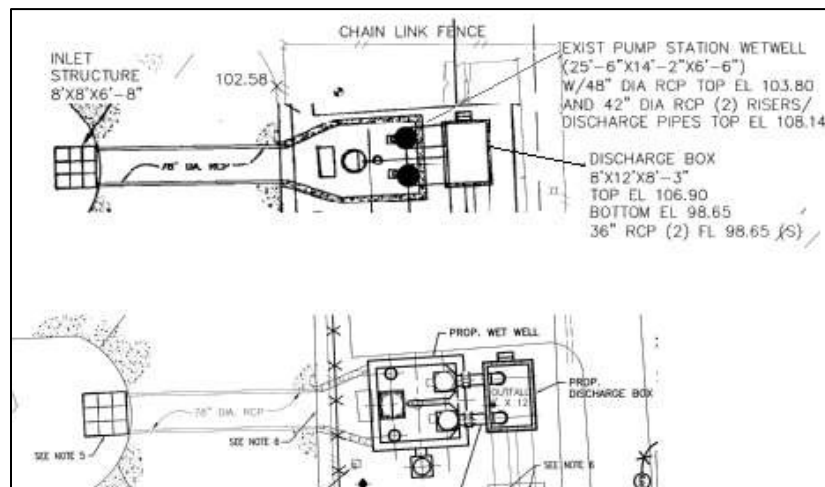 CHAIN LINK FENCE
INLET
STRUCTURE
8'X8'X6'-8"
102.58
EXIST PUMP STATION WETWELL
(25'-6"X14'-2"X6'-6")
W/48" DIA RCP TOP EL 103.80
AND 42" DIA RCP (2) RISERS/
DISCHARGE PIPES TOP EL 108.14
78" DIA. RCP
DISCHARGE BOX
8'X12'X8'-3"
TOP EL 106.90
BOTTOM EL 98.65
36" RCP (2) FL 98.65 (S)
PROP. WET WELL
PROP.
DISCHARGE BOX
OUTFALL
X 12
78" DIA. RCP
SEE NOTE 5
SEE NOTE 6
SEE NOTE 6